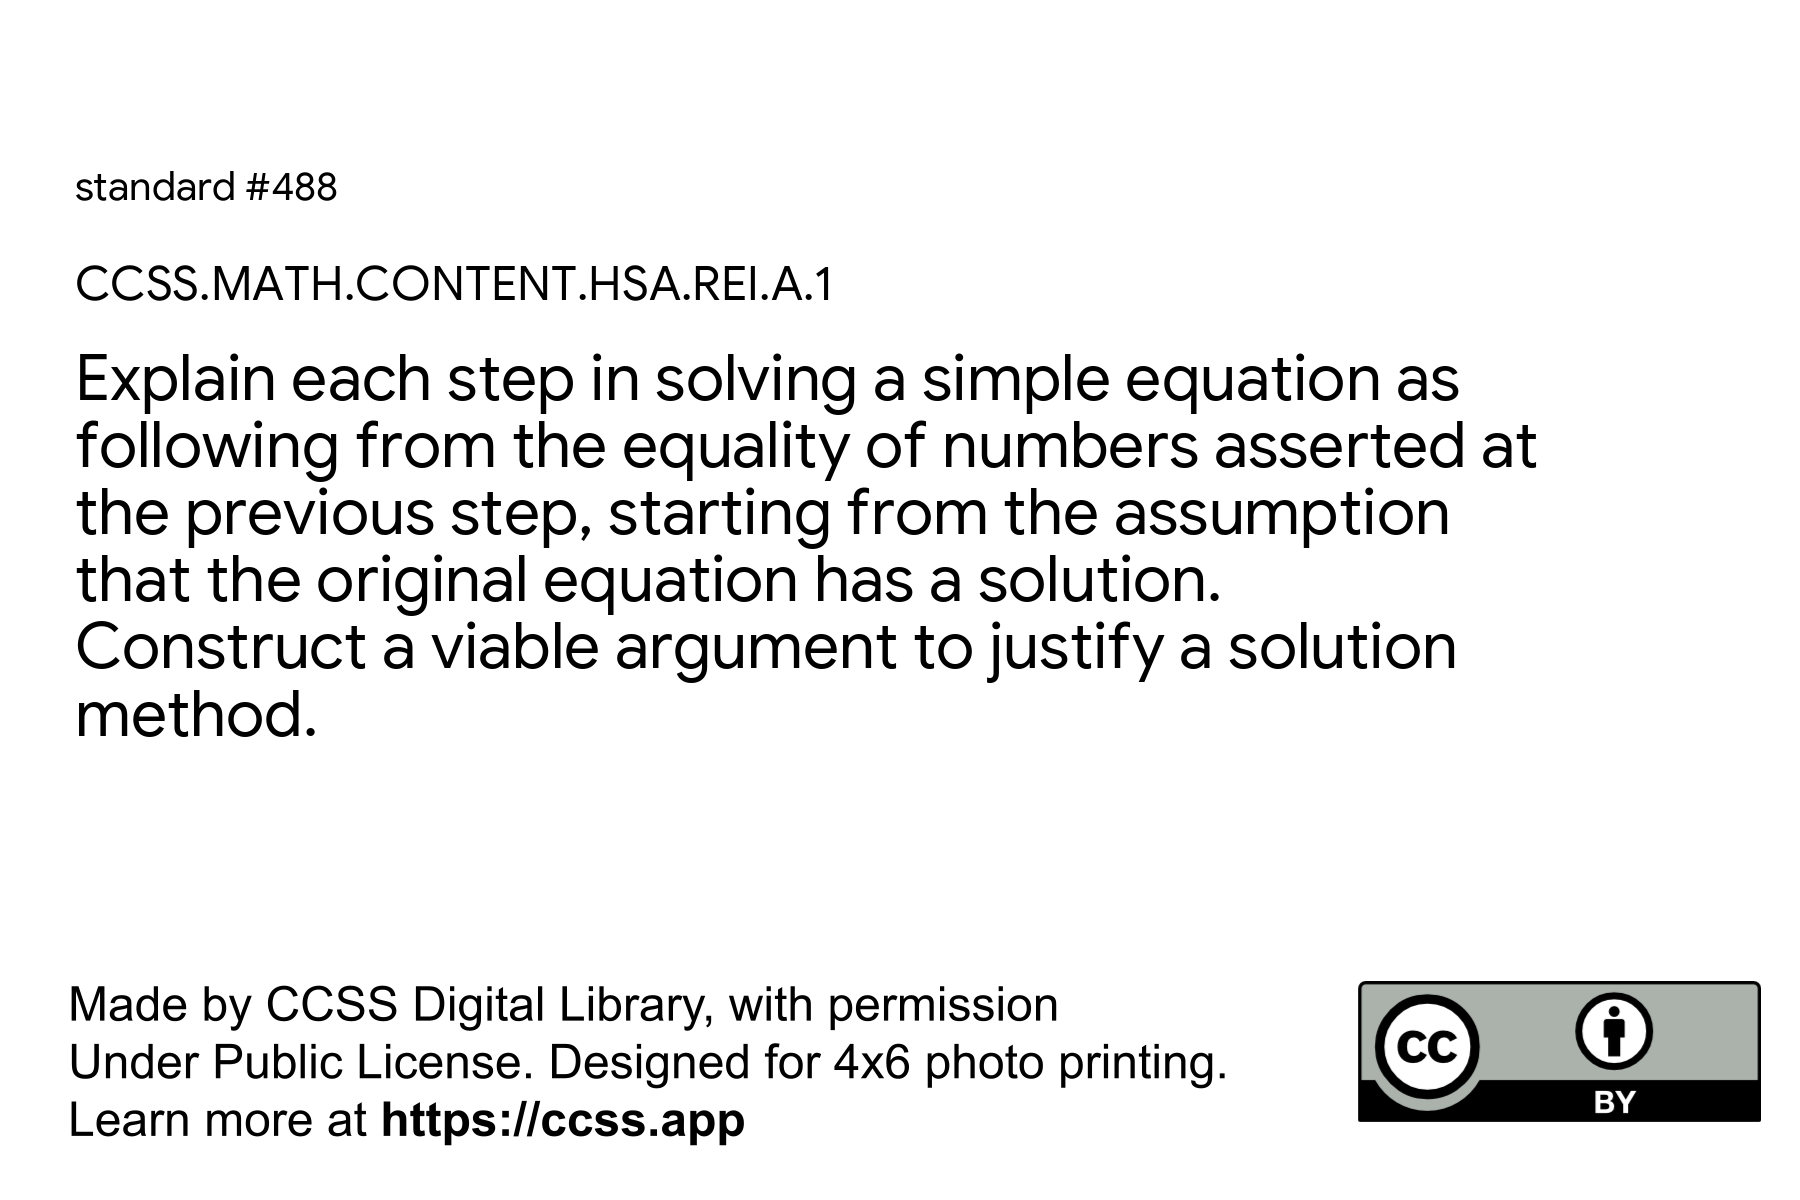 standard #488
CCSS.MATH.CONTENT.HSA.REI.A.1
Explain each step in solving a simple equation as
following from the equality of numbers asserted at
the previous step, starting from the assumption
that the original equation has a solution.
Construct a viable argument to justify a solution
method.
Made by CCSS Digital Library, with permission
Under Public License. Designed for 4x6 photo printing.
Learn more at https://ccss.app
CC
BY